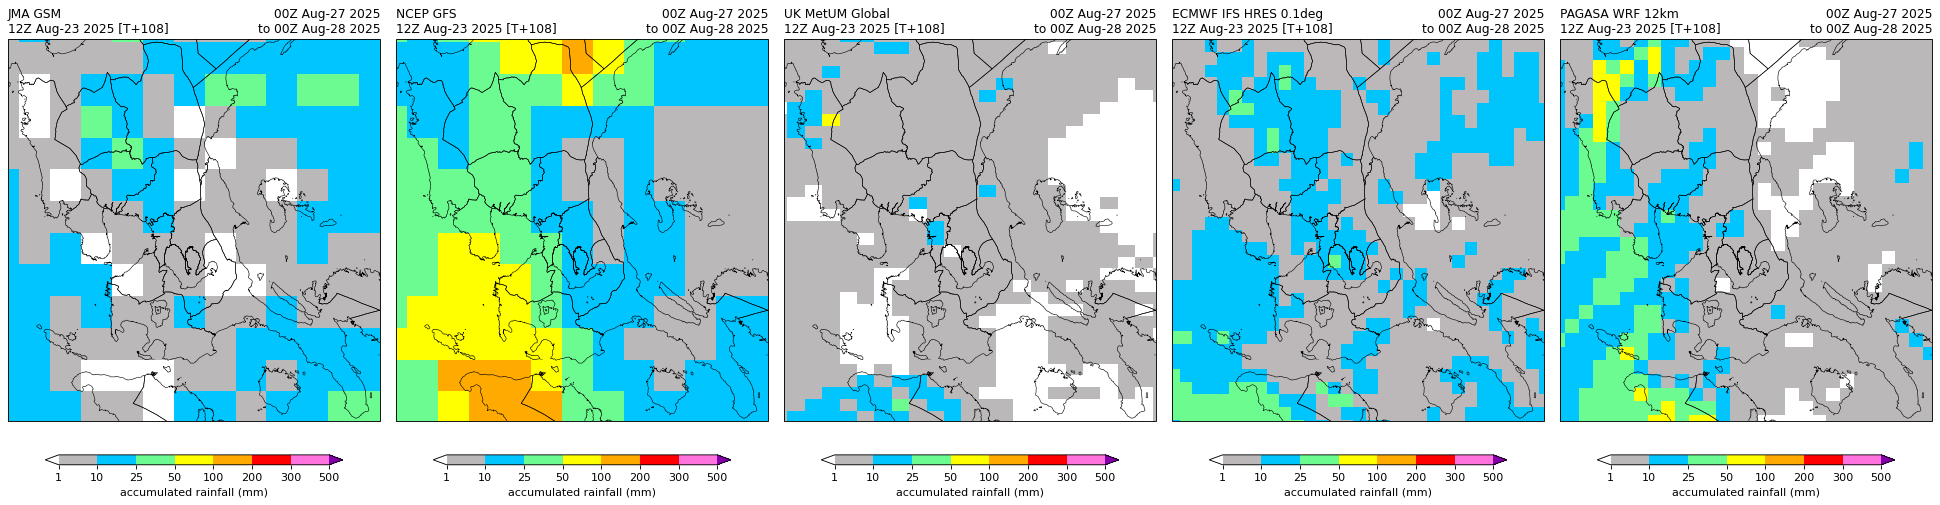 JMA GSM 00Z Aug-27 2025
12Z Aug-23 2025 [T+108] to 00Z Aug-28 2025
1 10 25 50 100 200 300 500
accumulated rainfall (mm)
NCEP GFS 00Z Aug-27 2025
12Z Aug-23 2025 [T+108] to 00Z Aug-28 2025
1 10 25 50 100 200 300 500
accumulated rainfall (mm)
UK MetUM Global 00Z Aug-27 2025
12Z Aug-23 2025 [T+108] to 00Z Aug-28 2025
1 10 25 50 100 200 300 500
accumulated rainfall (mm)
ECMWF IFS HRES 0.1deg 00Z Aug-27 2025
12Z Aug-23 2025 [T+108] to 00Z Aug-28 2025
1 10 25 50 100 200 300 500
accumulated rainfall (mm)
PAGASA WRF 12km 00Z Aug-27 2025
12Z Aug-23 2025 [T+108] to 00Z Aug-28 2025
1 10 25 50 100 200 300 500
accumulated rainfall (mm)